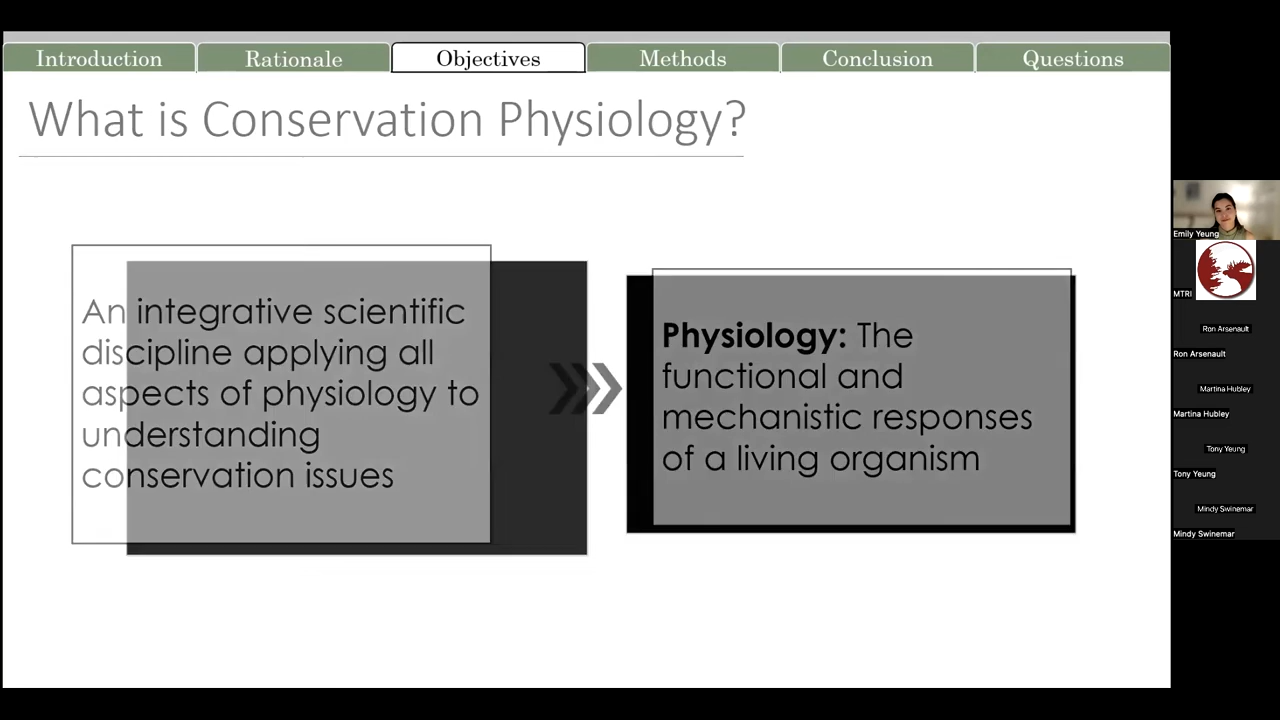 Introduction
Rationale
Objectives
Methods
Conclusion
Questions
What is Conservation Physiology?
An integrative scientific
discipline applying all
aspects of physiology to
understanding
conservation issues
Physiology: The
functional and
mechanistic responses
of a living organism
Emily Yeung
MTRI
Ron Arsenault
Ron Arsenault
Martina Hubley
Martina Hubley
Tony Yeung
Tony Yeung
Mindy Swinemar
Mindy Swinemar